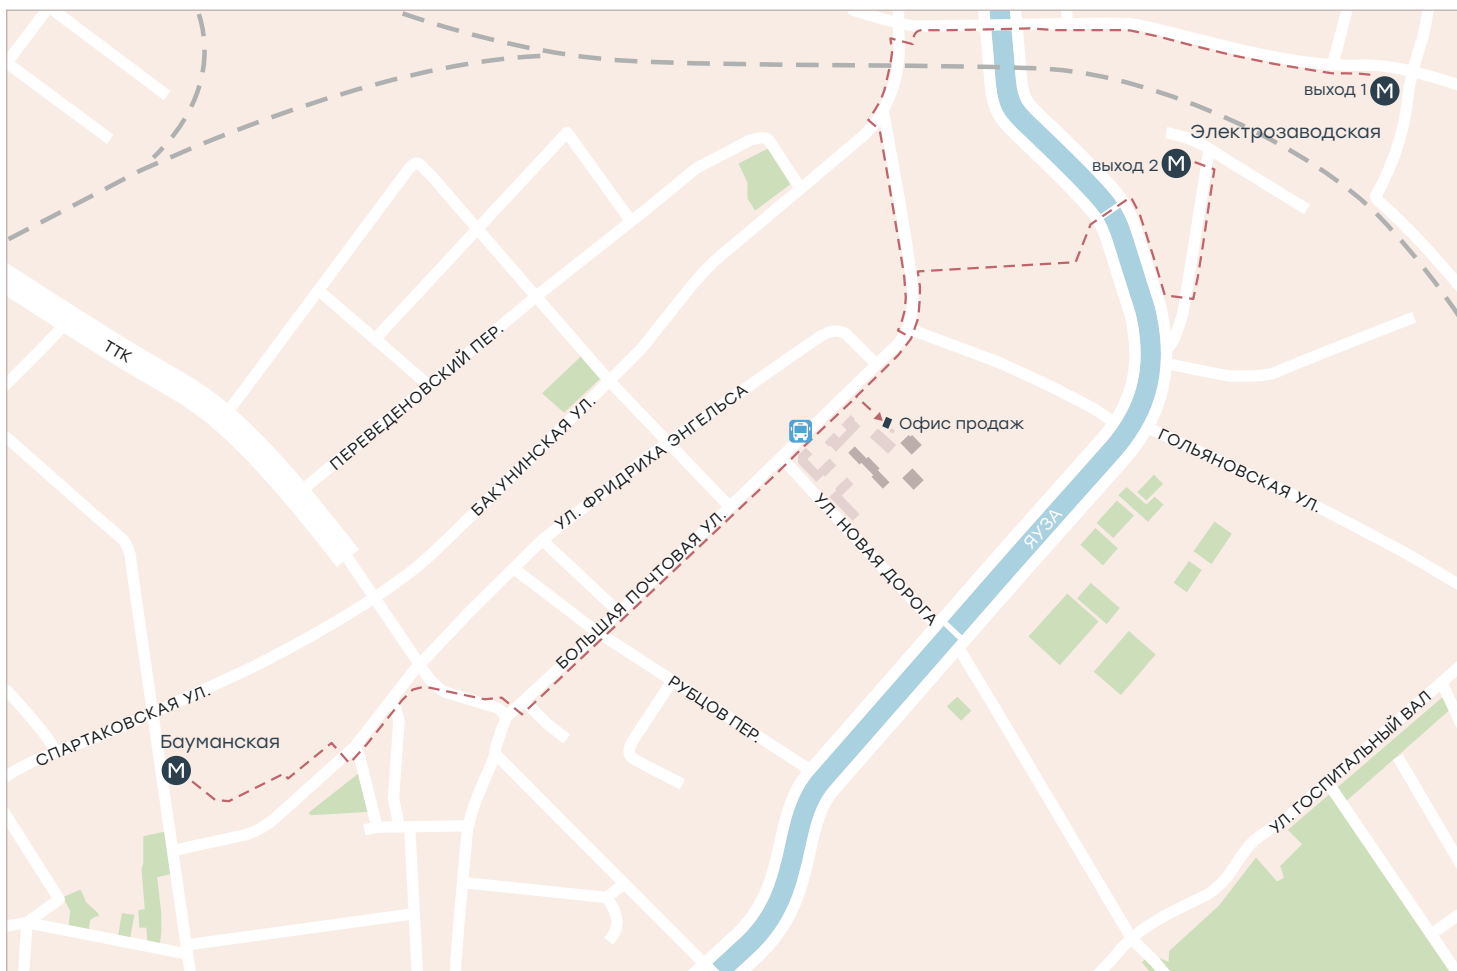 выход 1 М
Электрозаводская
выход 2 М
ТТК
ПЕРЕВЕДЕНОВСКИЙ ПЕР.
БАКУНИНСКАЯ УЛ.
УЛ. ФРИДРИХА ЭНГЕЛЬСА
Офис продаж
ГОЛЬЯНОВСКАЯ УЛ.
УЛ. НОВАЯ ДОРОГА
ЯУЗА
БОЛЬШАЯ ПОЧТОВАЯ УЛ.
РУБЦОВ ПЕР.
СПАРТАКОВСКАЯ УЛ.
Бауманская
М
УЛ. ГОСПИТАЛЬНЫЙ ВАЛ